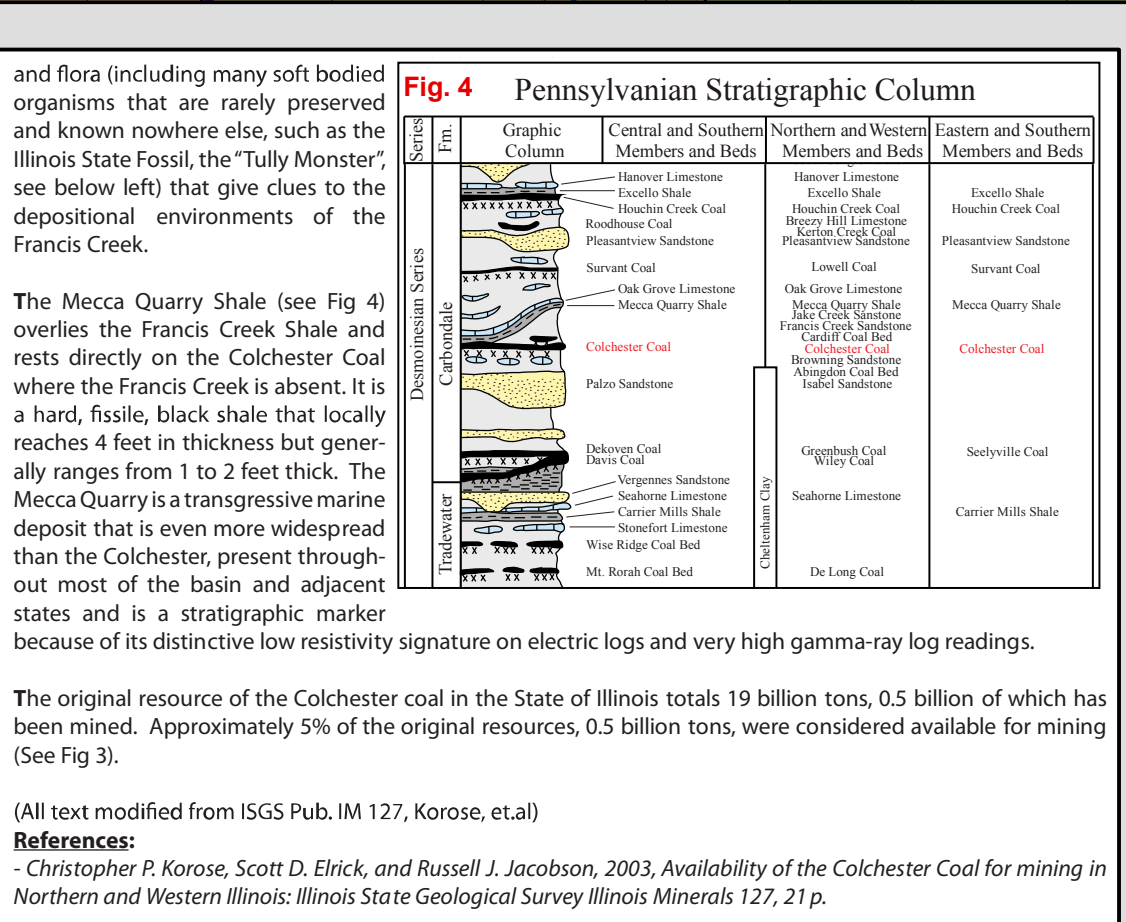 and flora (including many soft bodied
organisms that are rarely preserved
and known nowhere else, such as the
Illinois State Fossil, the “Tully Monster”,
see below left) that give clues to the
depositional environments of the
Francis Creek.
The Mecca Quarry Shale (see Fig 4)
overlies the Francis Creek Shale and
rests directly on the Colchester Coal
where the Francis Creek is absent. It is
a hard, fissile, black shale that locally
reaches 4 feet in thickness but gener-
ally ranges from 1 to 2 feet thick. The
Mecca Quarry is a transgressive marine
deposit that is even more widespread
than the Colchester, present through-
out most of the basin and adjacent
states and is a stratigraphic marker
because of its distinctive low resistivity signature on electric logs and very high gamma-ray log readings.
Fig. 4 Pennsylvanian Stratigraphic Column
Series
Fm.
Graphic
Column
Central and Southern
Members and Beds
Northern and Western
Members and Beds
Eastern and Southern
Members and Beds
Desmoinesian Series
Carbondale
Tradewater
Hanover Limestone
Excello Shale
Houchin Creek Coal
Roodhouse Coal
Pleasantview Sandstone
Survant Coal
Oak Grove Limestone
Mecca Quarry Shale
Colchester Coal
Palzo Sandstone
Dekoven Coal
Davis Coal
Vergennes Sandstone
Seahorne Limestone
Carrier Mills Shale
Stonefort Limestone
Wise Ridge Coal Bed
Mt. Rorah Coal Bed
Cheltenham Clay
Hanover Limestone
Excello Shale
Houchin Creek Coal
Breezy Hill Limestone
Kerton Creek Coal
Pleasantview Sandstone
Lowell Coal
Oak Grove Limestone
Mecca Quarry Shale
Jake Creek Sanstone
Francis Creek Sandstone
Cardiff Coal Bed
Colchester Coal
Browning Sandstone
Abingdon Coal Bed
Isabel Sandstone
Greenbush Coal
Wiley Coal
Seahorne Limestone
De Long Coal
Excello Shale
Houchin Creek Coal
Pleasantview Sandstone
Survant Coal
Mecca Quarry Shale
Colchester Coal
Seelyville Coal
Carrier Mills Shale
The original resource of the Colchester coal in the State of Illinois totals 19 billion tons, 0.5 billion of which has
been mined. Approximately 5% of the original resources, 0.5 billion tons, were considered available for mining
(See Fig 3).
(All text modified from ISGS Pub. IM 127, Korose, et.al)
References:
- Christopher P. Korose, Scott D. Elrick, and Russell J. Jacobson, 2003, Availability of the Colchester Coal for mining in
Northern and Western Illinois: Illinois State Geological Survey Illinois Minerals 127, 21 p.